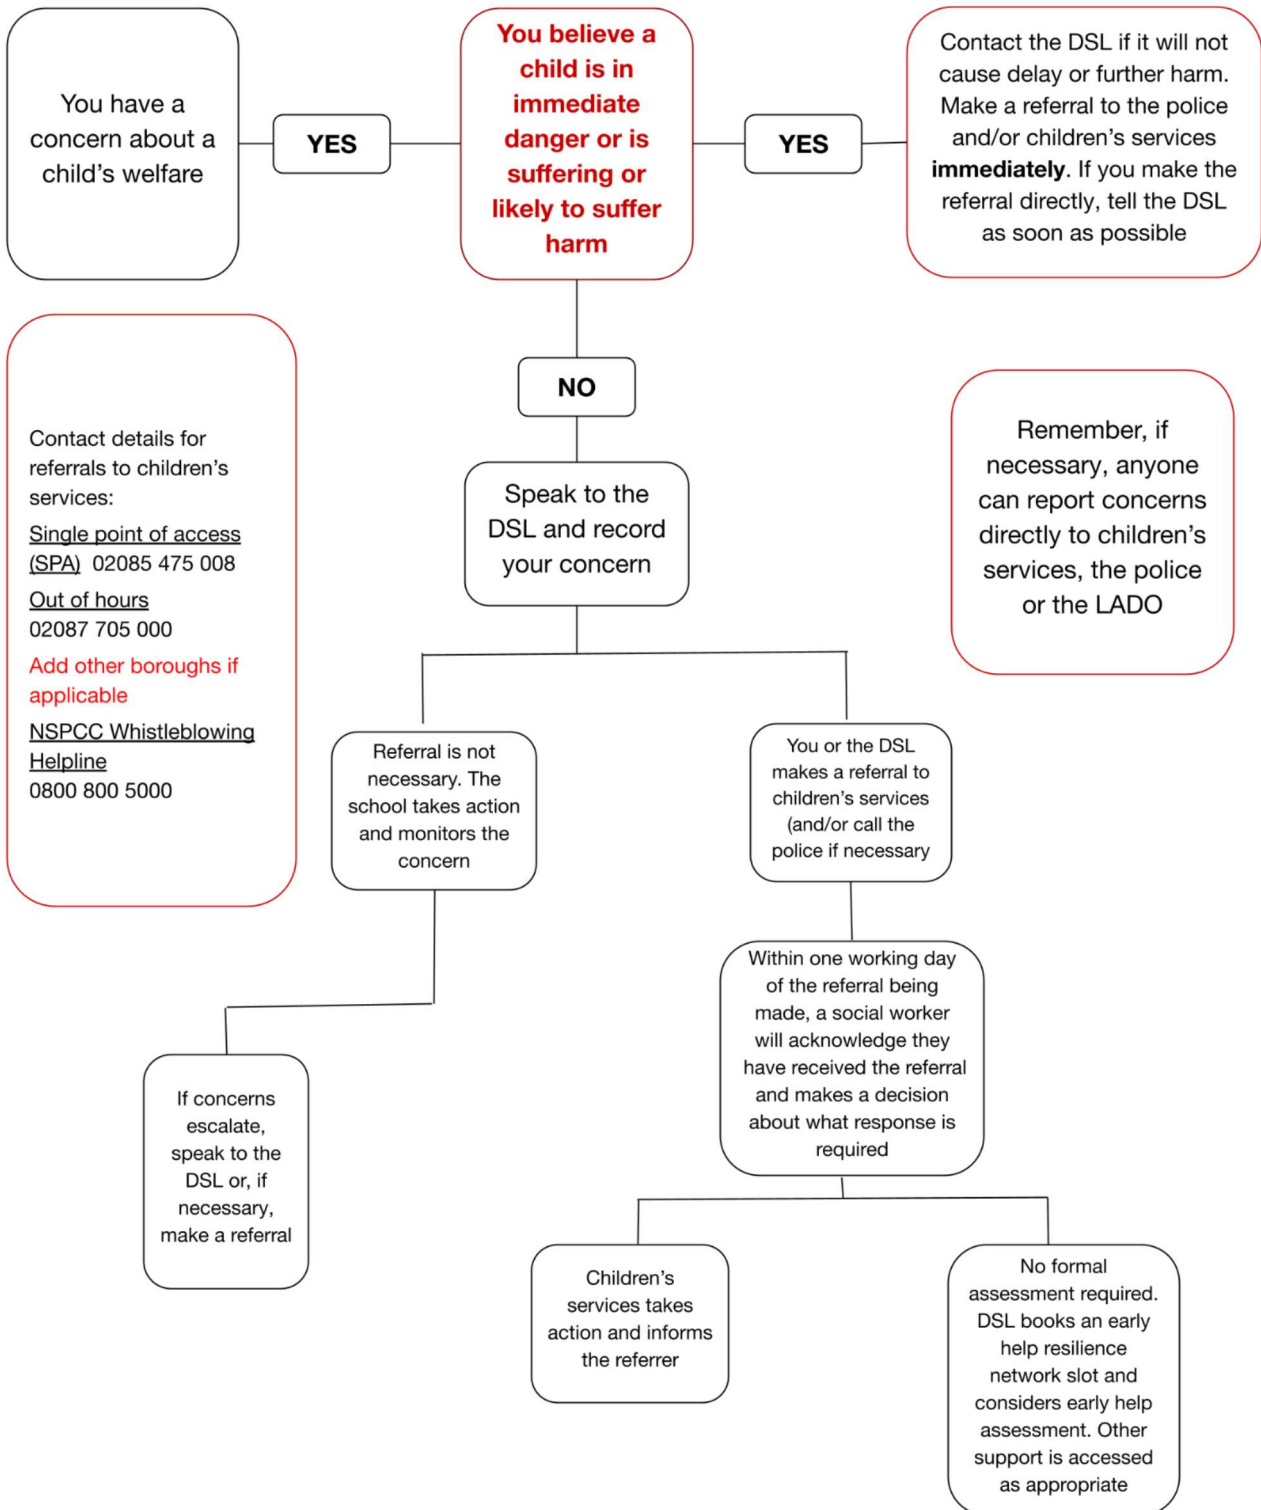 You have a
concern about a
child's welfare
YES
You believe a
child is in
immediate
danger or is
suffering or
likely to suffer
harm
YES
Contact the DSL if it will not
cause delay or further harm.
Make a referral to the police
and/or children's services
immediately. If you make the
referral directly, tell the DSL
as soon as possible
NO
Contact details for
referrals to children's
services:
Single point of access
(SPA) 02085 475 008
Out of hours
02087 705 000
Add other boroughs if
applicable
NSPCC Whistleblowing
Helpline
0800 800 5000
Speak to the
DSL and record
your concern
Remember, if
necessary, anyone
can report concerns
directly to children's
services, the police
or the LADO
Referral is not
necessary. The
school takes action
and monitors the
concern
You or the DSL
makes a referral to
children's services
(and/or call the
police if necessary
Within one working day
of the referral being
made, a social worker
will acknowledge they
have received the referral
and makes a decision
about what response is
required
If concerns
escalate,
speak to the
DSL or, if
necessary,
make a referral
Children's
services takes
action and informs
the referrer
No formal
assessment required.
DSL books an early
help resilience
network slot and
considers early help
assessment. Other
support is accessed
as appropriate